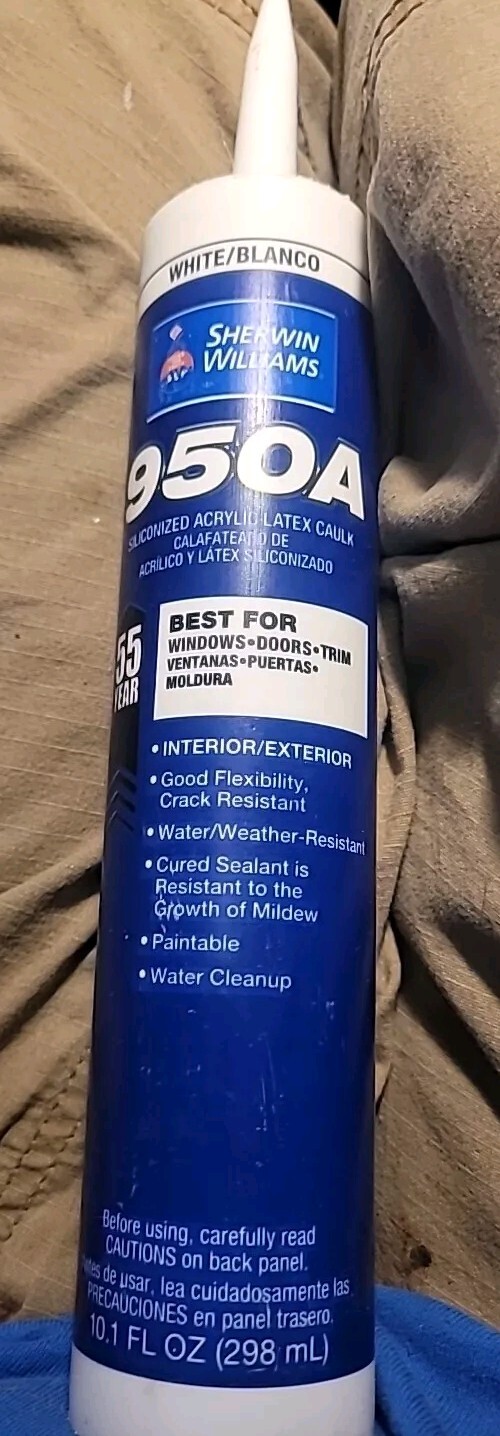 WHITE/BLANCO
SHERWIN
WILLIAMS
950A
SILICONIZED ACRYLIC LATEX CAULK
CALAFATEADO DE
ACRÍLICO Y LÁTEX SILICONIZADO
55
YEAR
BEST FOR
WINDOWS•DOORS•TRIM
VENTANAS•PUERTAS•
MOLDURA
• INTERIOR/EXTERIOR
• Good Flexibility,
Crack Resistant
• Water/Weather-Resistant
• Cured Sealant is
Resistant to the
Growth of Mildew
• Paintable
• Water Cleanup
Before using, carefully read
CAUTIONS on back panel.
de usar, lea cuidadosamente las
PRECAUCIONES en panel trasero.
10.1 FL OZ (298 mL)